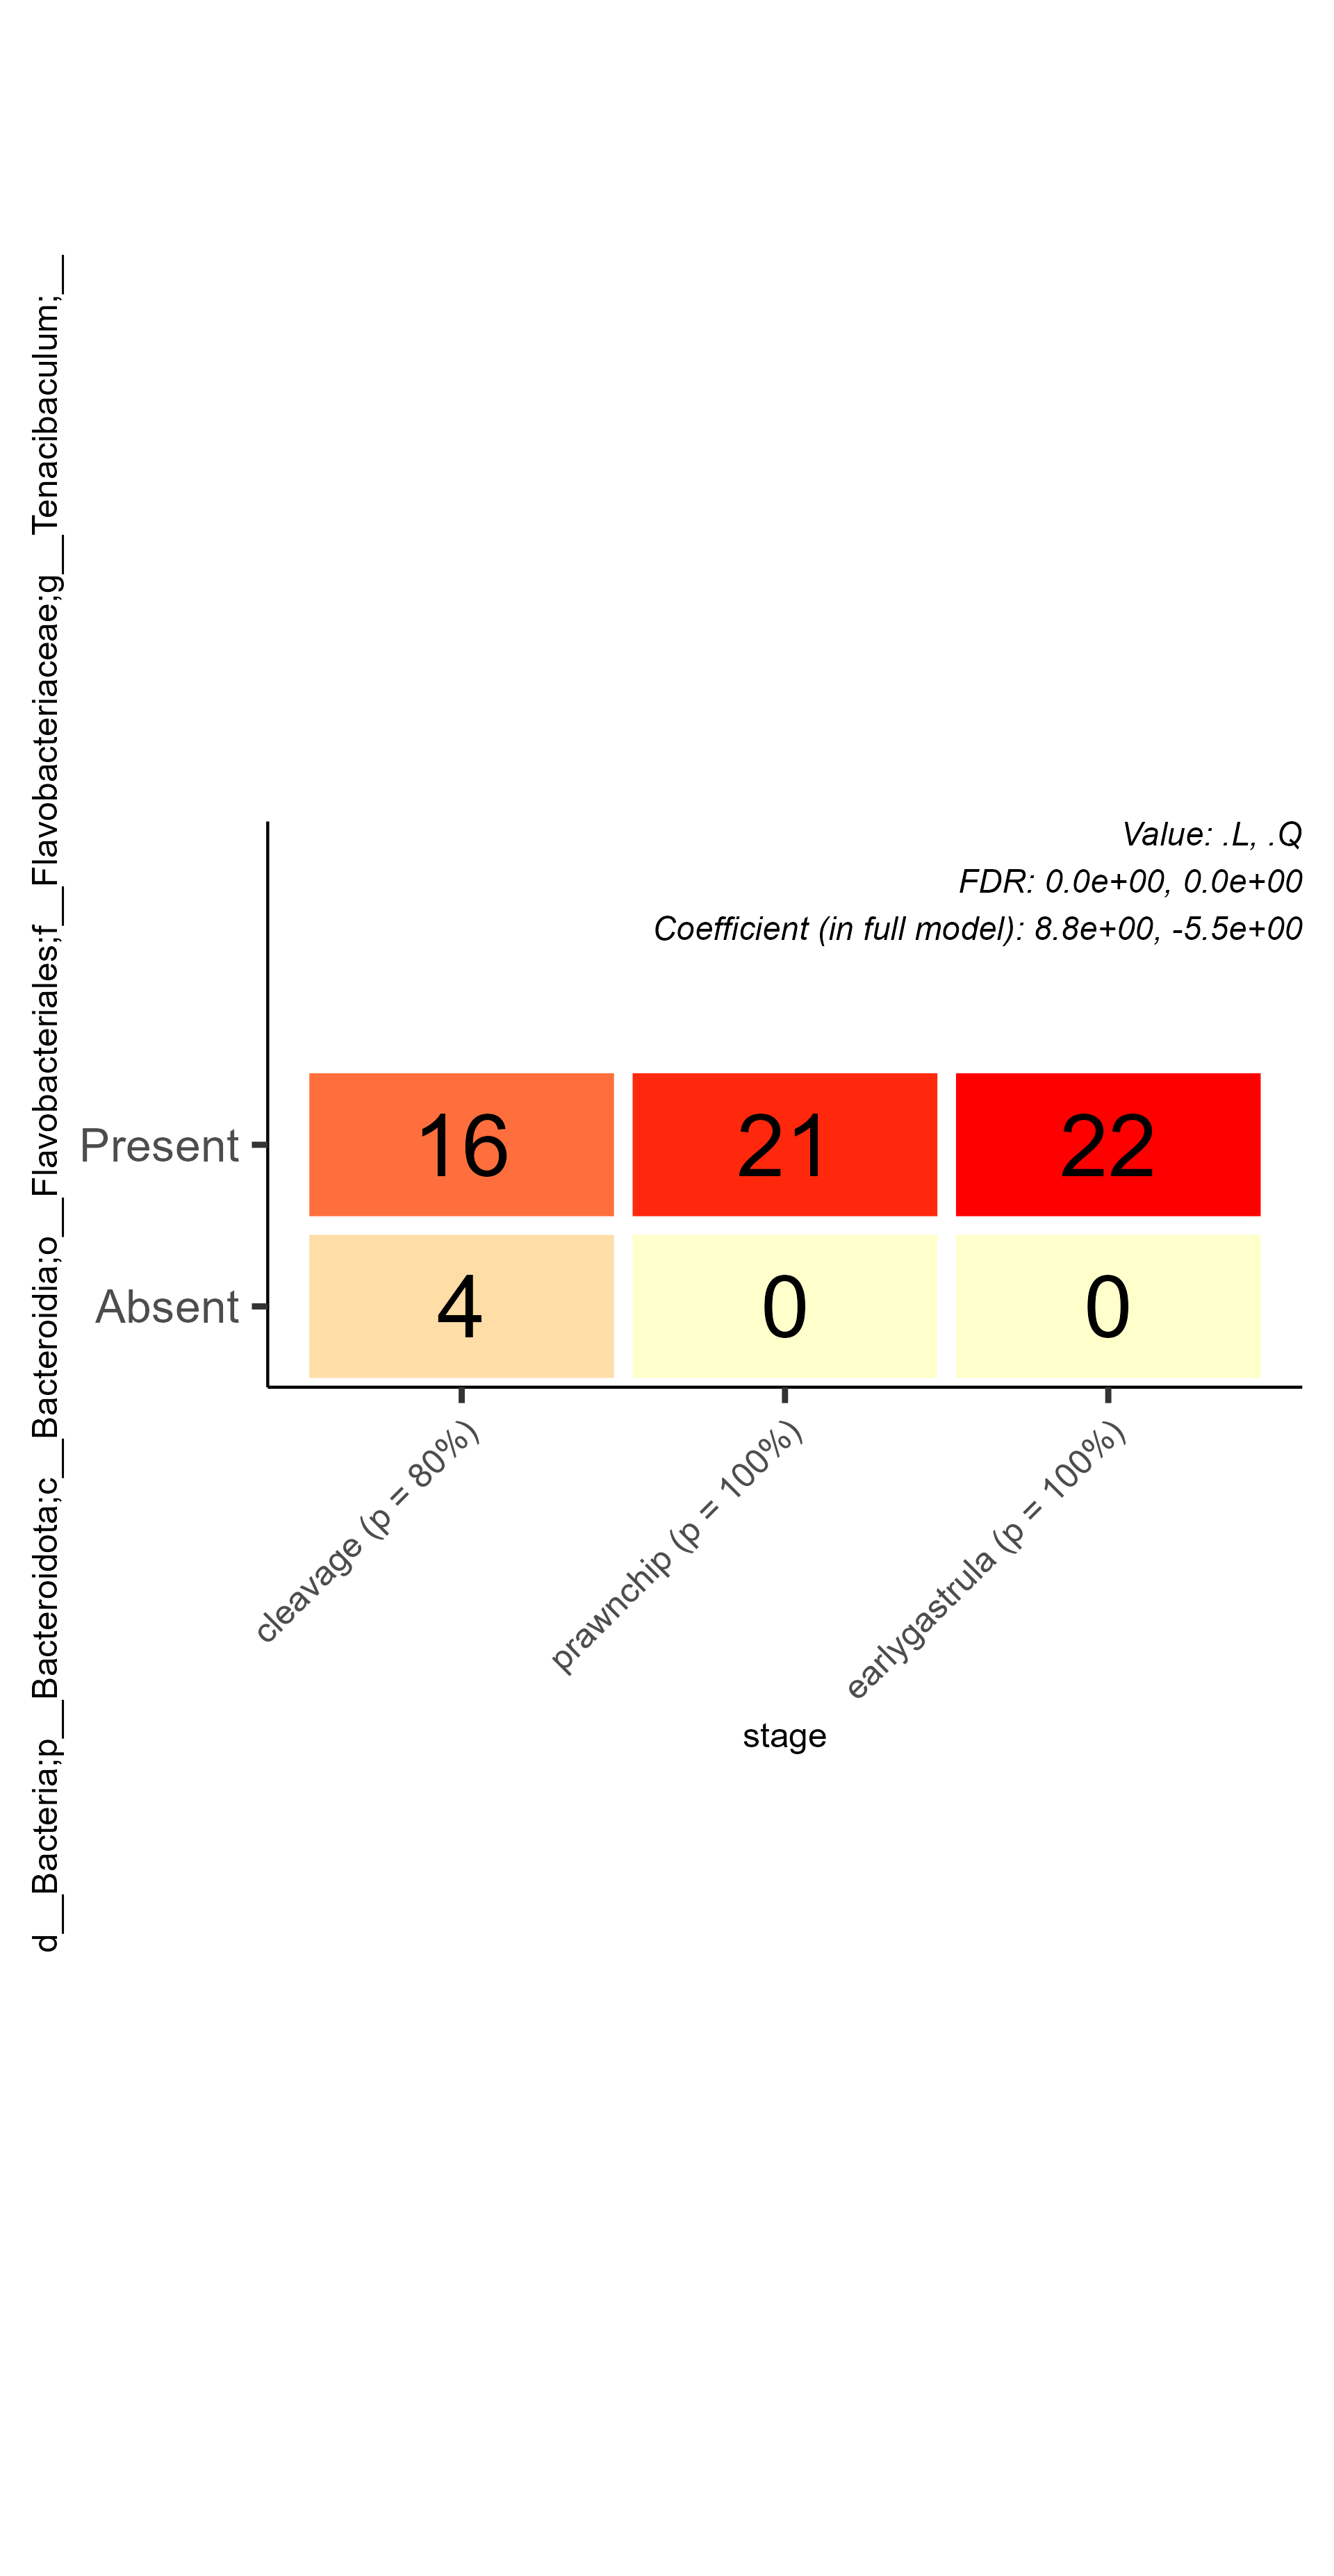 d__Bacteria;p__Bacteroidota;c__Bacteroidia;o__Flavobacteriales;f__Flavobacteriaceae;g__Tenacibaculum;__
Value: .L, .Q
FDR: 0.0e+00, 0.0e+00
Coefficient (in full model): 8.8e+00, -5.5e+00
Present 16 21 22
Absent 4 0 0
cleavage (p = 80%)
prawnchip (p = 100%)
earlygastrula (p = 100%)
stage